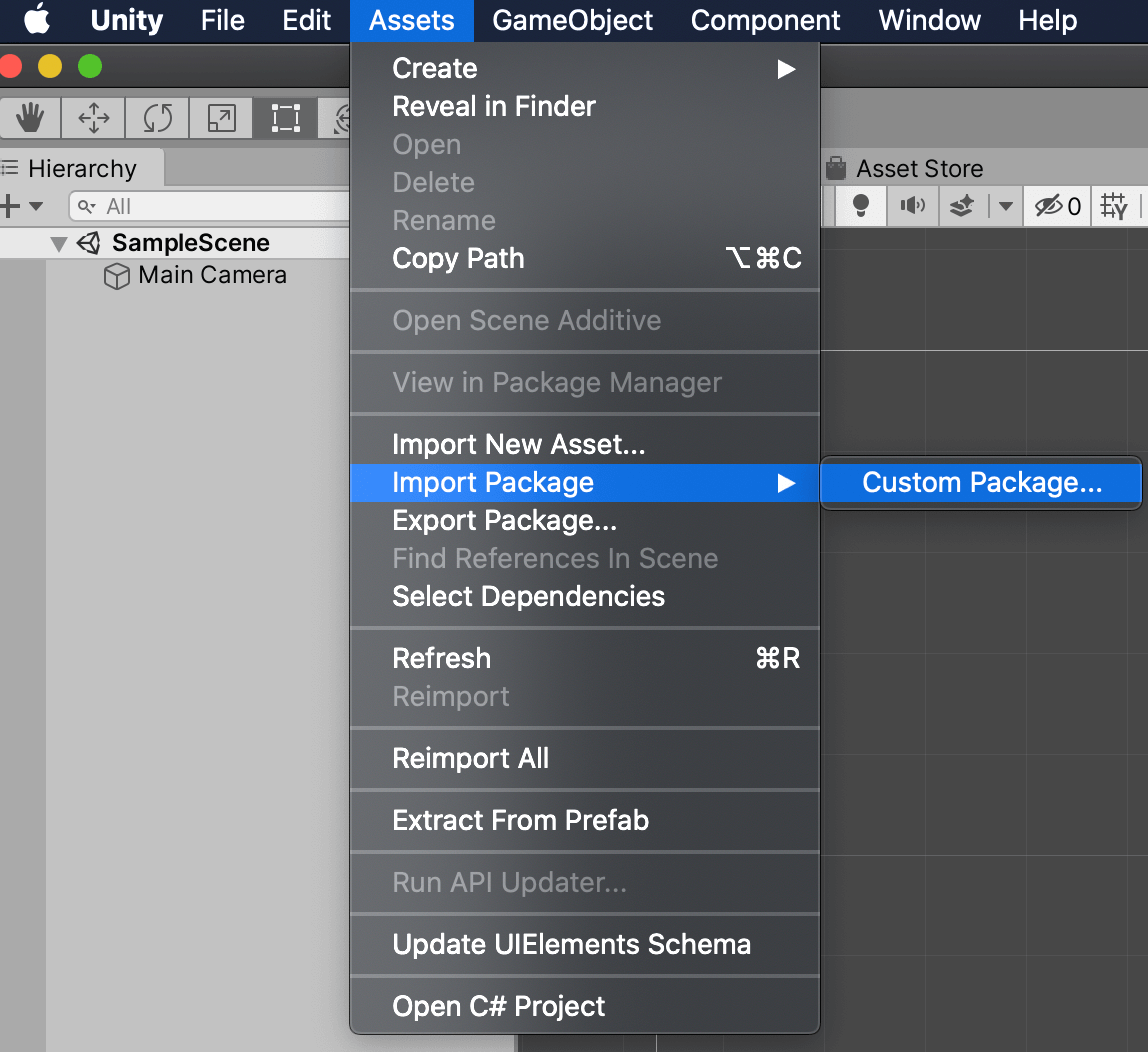 Unity File Edit Assets GameObject Component Window Help
Create
Reveal in Finder
Open
Delete
Rename
Copy Path ⌥⌘C
Open Scene Additive
View in Package Manager
Import New Asset...
Import Package
Custom Package...
Export Package...
Find References In Scene
Select Dependencies
Refresh ⌘R
Reimport
Reimport All
Extract From Prefab
Run API Updater...
Update UIElements Schema
Open C# Project
Hierarchy
All
SampleScene
Main Camera
Asset Store
0